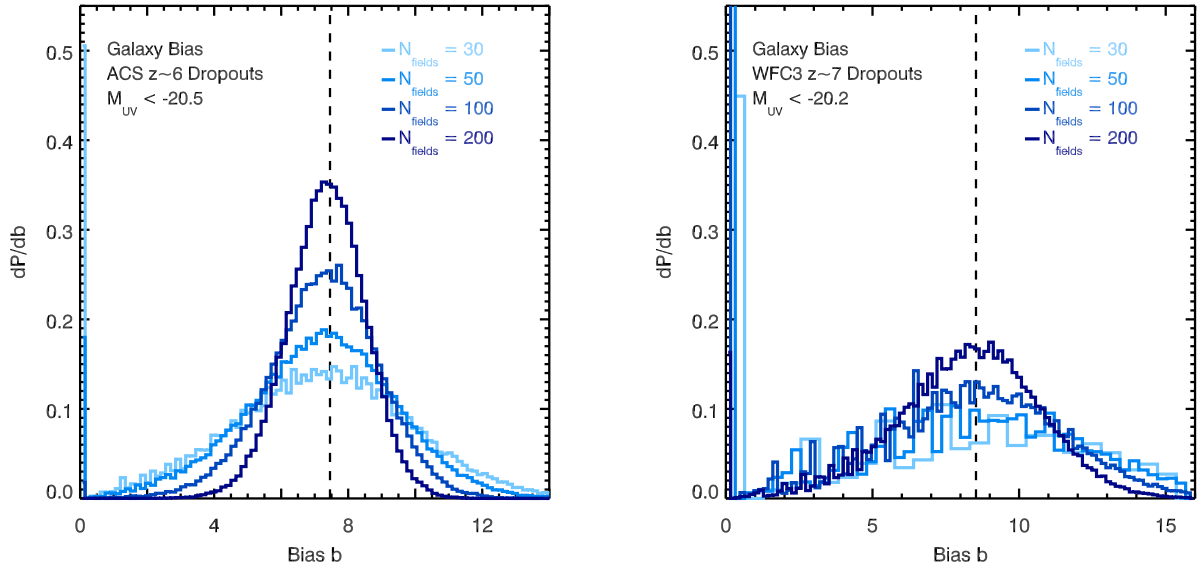 Galaxy Bias
ACS z~6 Dropouts
M_UV < -20.5
N_fields = 30
N_fields = 50
N_fields = 100
N_fields = 200
dP/db
0.5
0.4
0.3
0.2
0.1
0.0
0 4 8 12
Bias b
Galaxy Bias
WFC3 z~7 Dropouts
M_UV < -20.2
N_fields = 30
N_fields = 50
N_fields = 100
N_fields = 200
dP/db
0.5
0.4
0.3
0.2
0.1
0.0
0 5 10 15
Bias b